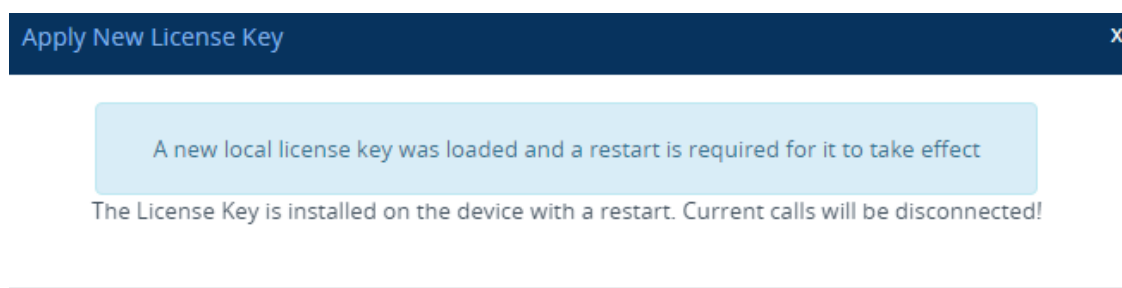 Apply New License Key
x
A new local license key was loaded and a restart is required for it to take effect
The License Key is installed on the device with a restart. Current calls will be disconnected!